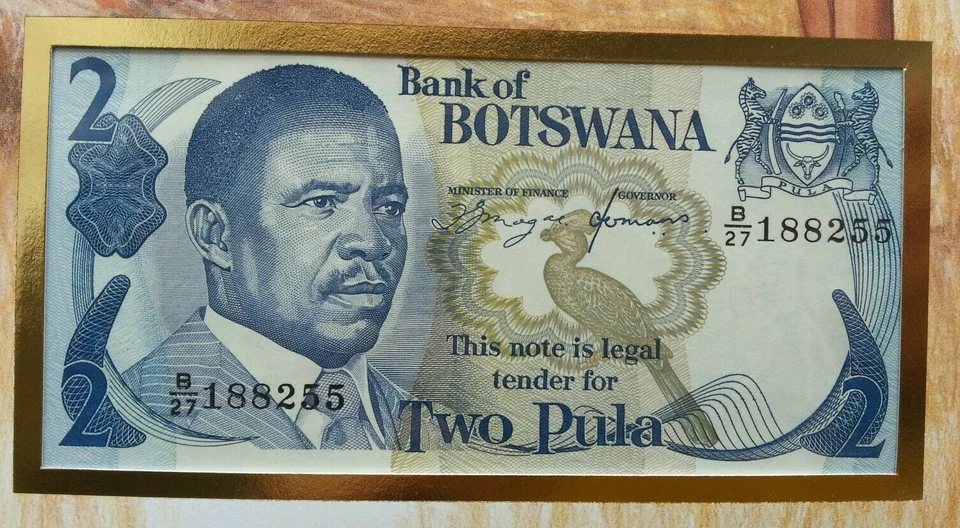 2
Bank of
BOTSWANA
MINISTER OF FINANCE
GOVERNOR
PULA
B/27 188255
This note is legal
tender for
B/27 188255
2
Two Pula
2